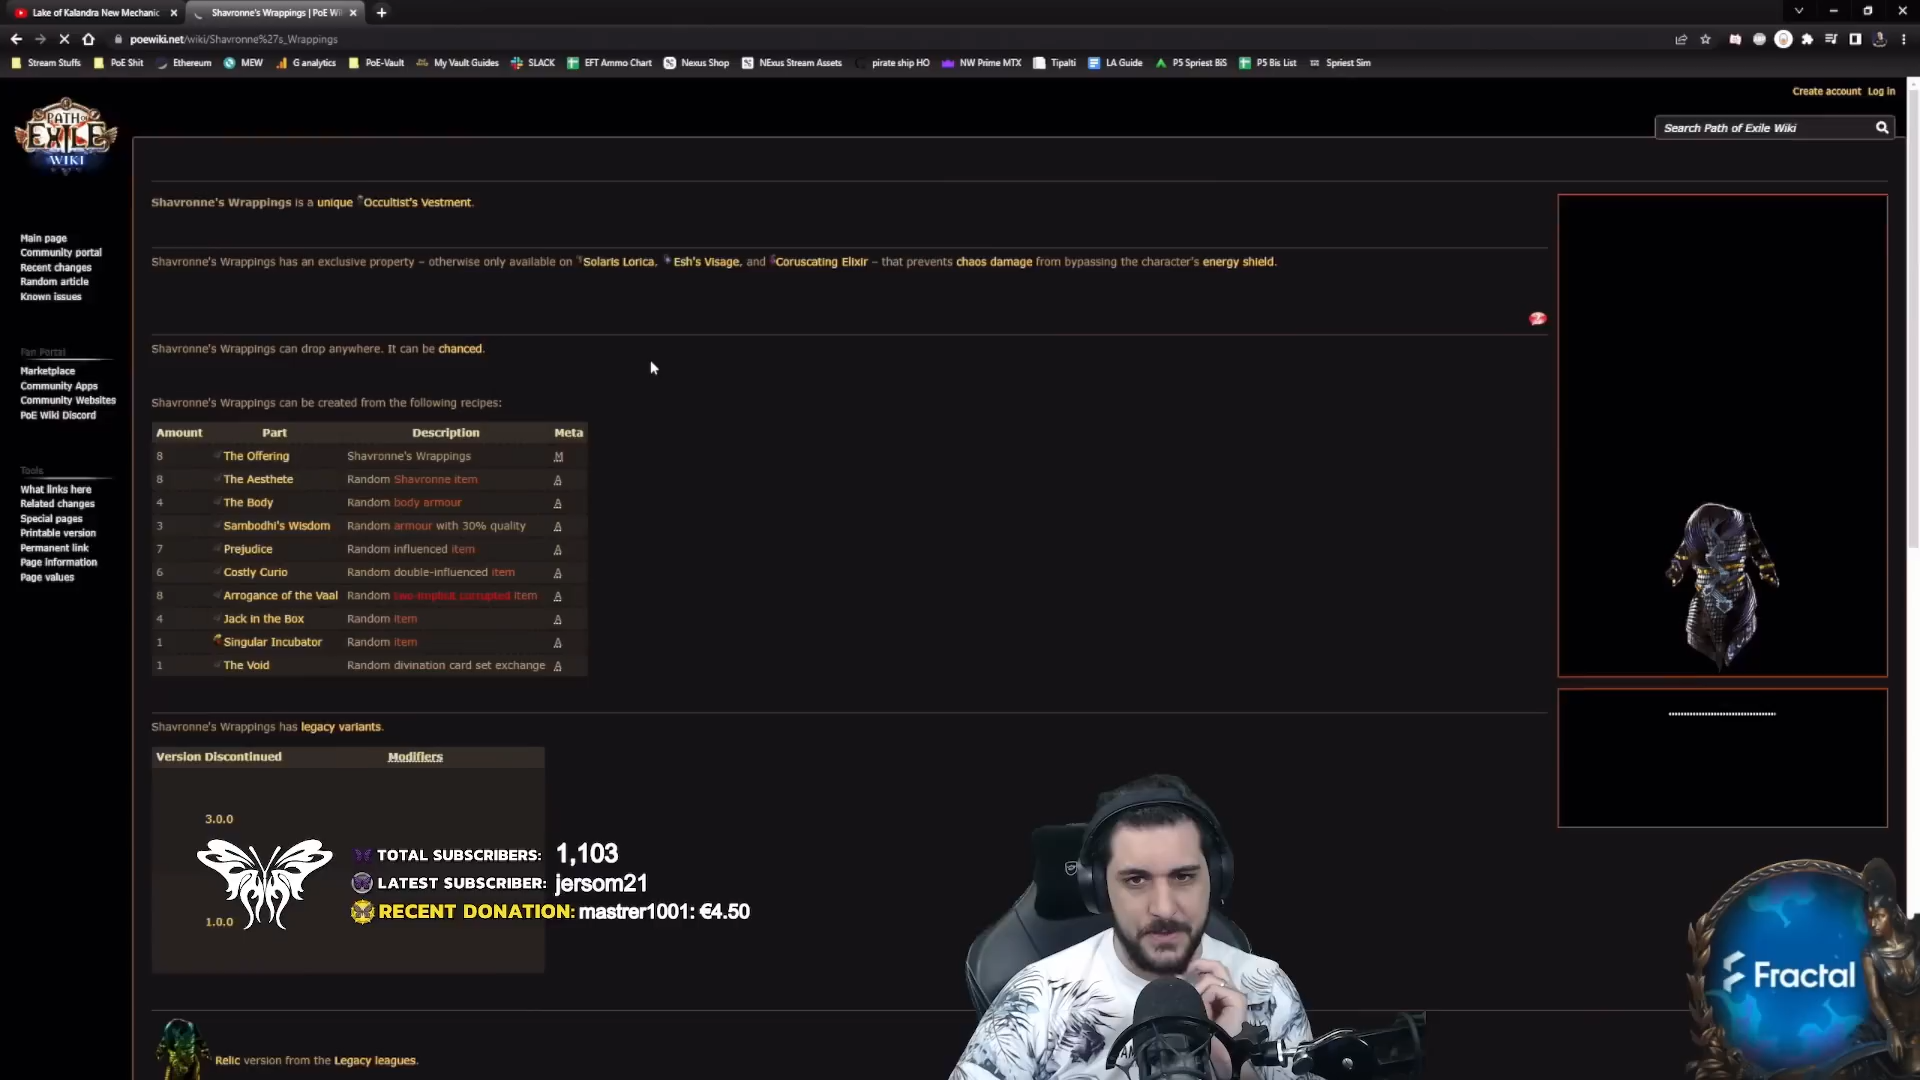 Lake of Kalandra New Mechanic
Shavronne's Wrappings | PoE Wi
poewiki.net/wiki/Shavronne%27s_Wrappings
Stream Stuffs PoE Shit Ethereum MEW G analytics PoE-Vault My Vault Guides SLACK EFT Ammo Chart Nexus Shop NExus Stream Assets pirate ship HO NW Prime MTX Tipalti LA Guide P5 Spriest BiS P5 Bis List Spriest Sim
Create account Log in
PATH OF
EXILE
WIKI
Search Path of Exile Wiki
Main page
Community portal
Recent changes
Random article
Known issues
Fan Portal
Marketplace
Community Apps
Community Websites
PoE Wiki Discord
Tools
What links here
Related changes
Special pages
Printable version
Permanent link
Page information
Page values
Shavronne's Wrappings is a unique Occultist's Vestment.
Shavronne's Wrappings has an exclusive property – otherwise only available on Solaris Lorica, Esh's Visage, and Coruscating Elixir – that prevents chaos damage from bypassing the character's energy shield.
Shavronne's Wrappings can drop anywhere. It can be chanced.
Shavronne's Wrappings can be created from the following recipes:
Amount Part Description Meta
8 The Offering Shavronne's Wrappings M
8 The Aesthete Random Shavronne item A
4 The Body Random body armour A
3 Sambodhi's Wisdom Random armour with 30% quality A
7 Prejudice Random influenced item A
6 Costly Curio Random double-influenced item A
8 Arrogance of the Vaal Random two-implicit corrupted item A
4 Jack in the Box Random item A
1 Singular Incubator Random item A
1 The Void Random divination card set exchange A
Shavronne's Wrappings has legacy variants.
Version Discontinued Modifiers
3.0.0
1.0.0
TOTAL SUBSCRIBERS: 1,103
LATEST SUBSCRIBER: jersom21
RECENT DONATION: mastrer1001: €4.50
Relic version from the Legacy leagues.
Fractal